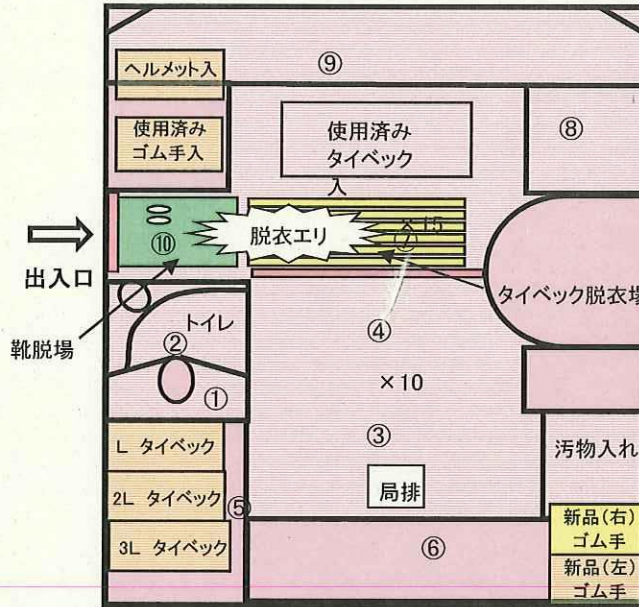 ヘルメット入
⑨
使用済み
ゴム手入
使用済み
タイベック
入
⑧
⑩
脱衣エリ
×15
⑦
出入口
タイベック脱衣場
靴脱場
トイレ
②
①
④
×10
③
局排
L タイベック
2L タイベック
3L タイベック
⑤
⑥
汚物入れ
新品(右)
ゴム手
新品(左)
ゴム手